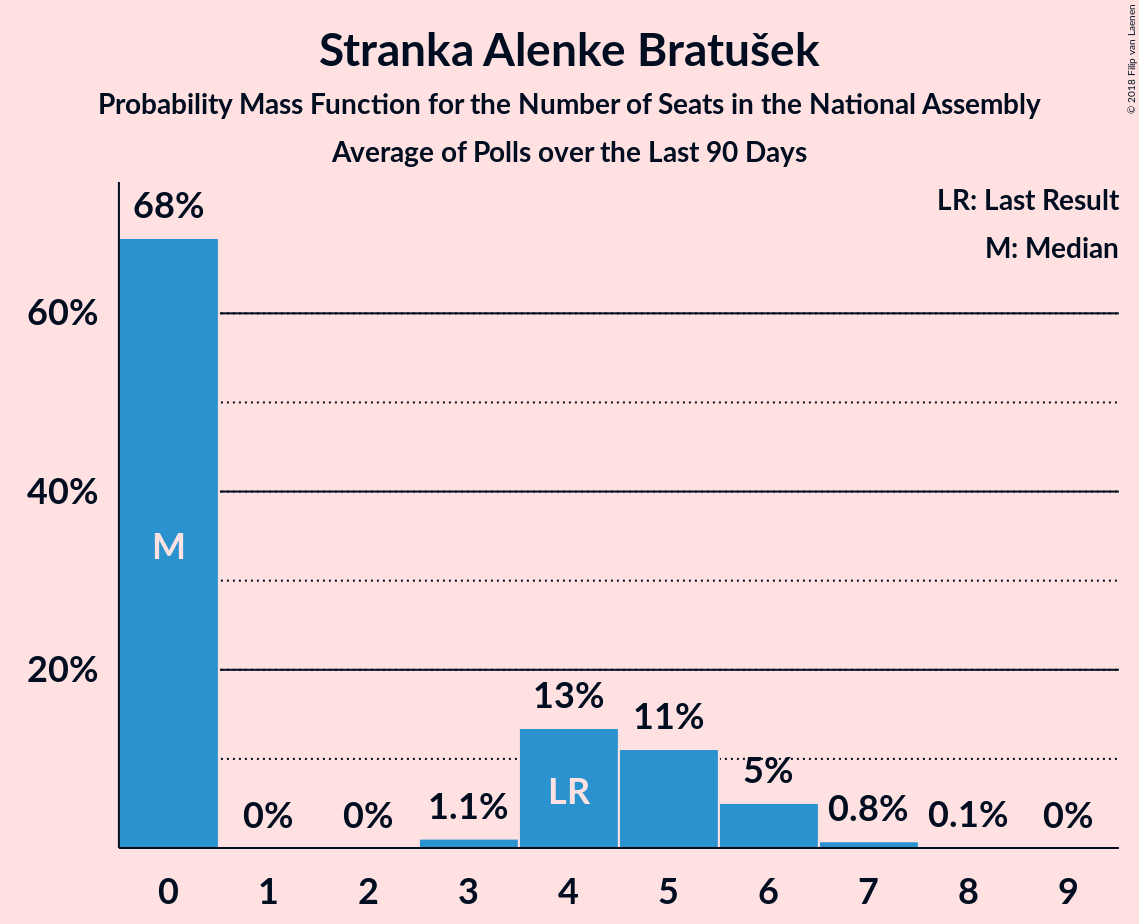 Stranka Alenke Bratušek
Probability Mass Function for the Number of Seats in the National Assembly
Average of Polls over the Last 90 Days
© 2018 Filip van Laenen
LR: Last Result
M: Median
68%
60%
40%
20%
M
0%
0%
1.1%
13%
LR
11%
5%
0.8%
0.1%
0%
0 1 2 3 4 5 6 7 8 9